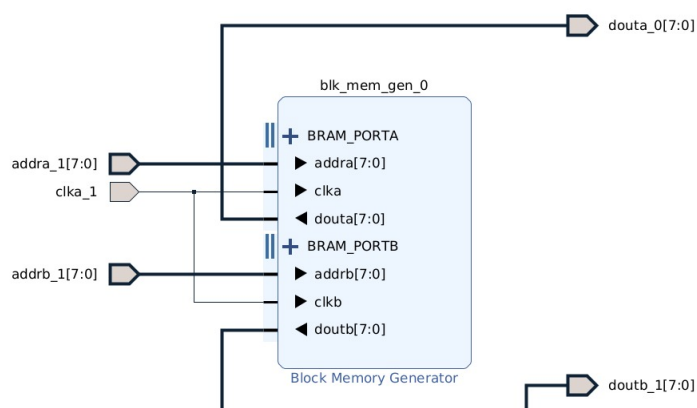 douta_0[7:0]
blk_mem_gen_0
BRAM_PORTA
addra_1[7:0]
addra[7:0]
clka_1
clka
douta[7:0]
BRAM_PORTB
addrb_1[7:0]
addrb[7:0]
clkb
doutb[7:0]
Block Memory Generator
doutb_1[7:0]